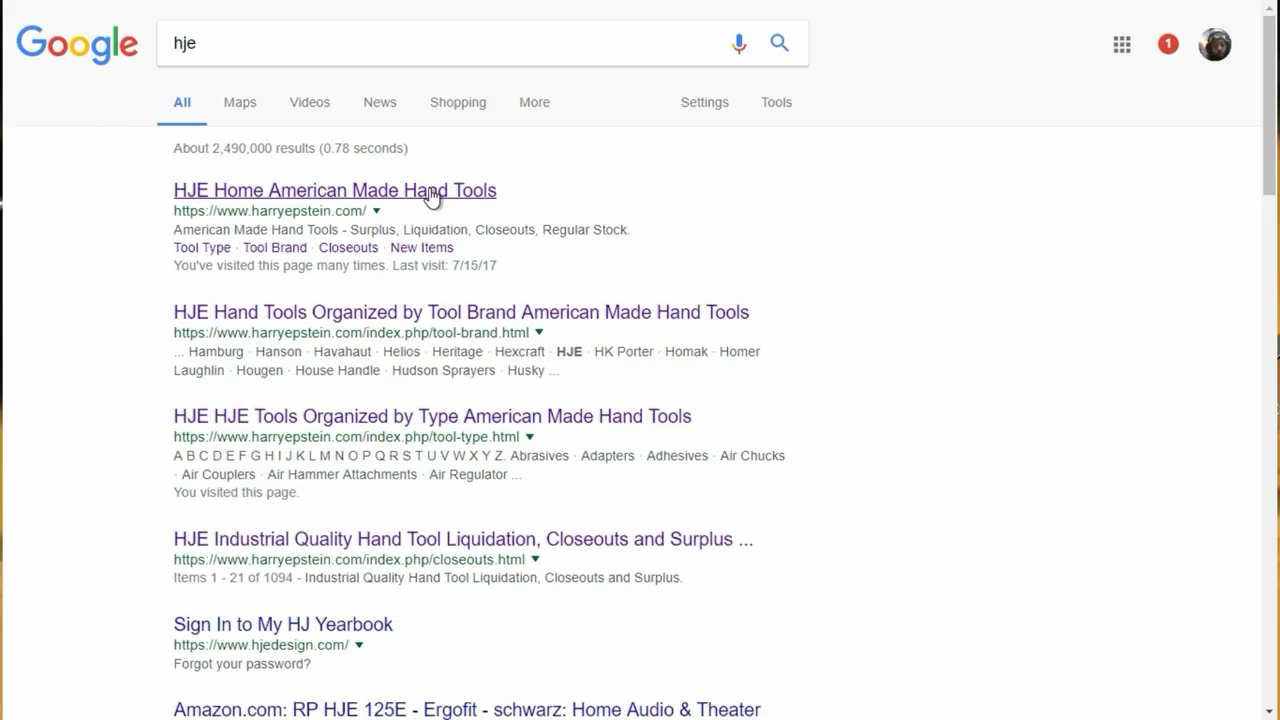 Google
hje
1
All Maps Videos News Shopping More Settings Tools
About 2,490,000 results (0.78 seconds)
HJE Home American Made Hand Tools
https://www.harryepstein.com/
American Made Hand Tools - Surplus, Liquidation, Closeouts, Regular Stock.
Tool Type · Tool Brand · Closeouts · New Items
You've visited this page many times. Last visit: 7/15/17
HJE Hand Tools Organized by Tool Brand American Made Hand Tools
https://www.harryepstein.com/index.php/tool-brand.html
... Hamburg · Hanson · Havahaut · Helios · Heritage · Hexcraft · HJE · HK Porter · Homak · Homer
Laughlin · Hougen · House Handle · Hudson Sprayers · Husky ...
HJE HJE Tools Organized by Type American Made Hand Tools
https://www.harryepstein.com/index.php/tool-type.html
A B C D E F G H I J K L M N O P Q R S T U V W X Y Z. Abrasives · Adapters · Adhesives · Air Chucks
· Air Couplers · Air Hammer Attachments · Air Regulator ...
You visited this page.
HJE Industrial Quality Hand Tool Liquidation, Closeouts and Surplus ...
https://www.harryepstein.com/index.php/closeouts.html
Items 1 - 21 of 1094 - Industrial Quality Hand Tool Liquidation, Closeouts and Surplus.
Sign In to My HJ Yearbook
https://www.hjedesign.com/
Forgot your password?
Amazon.com: RP HJE 125E - Ergofit - schwarz: Home Audio & Theater